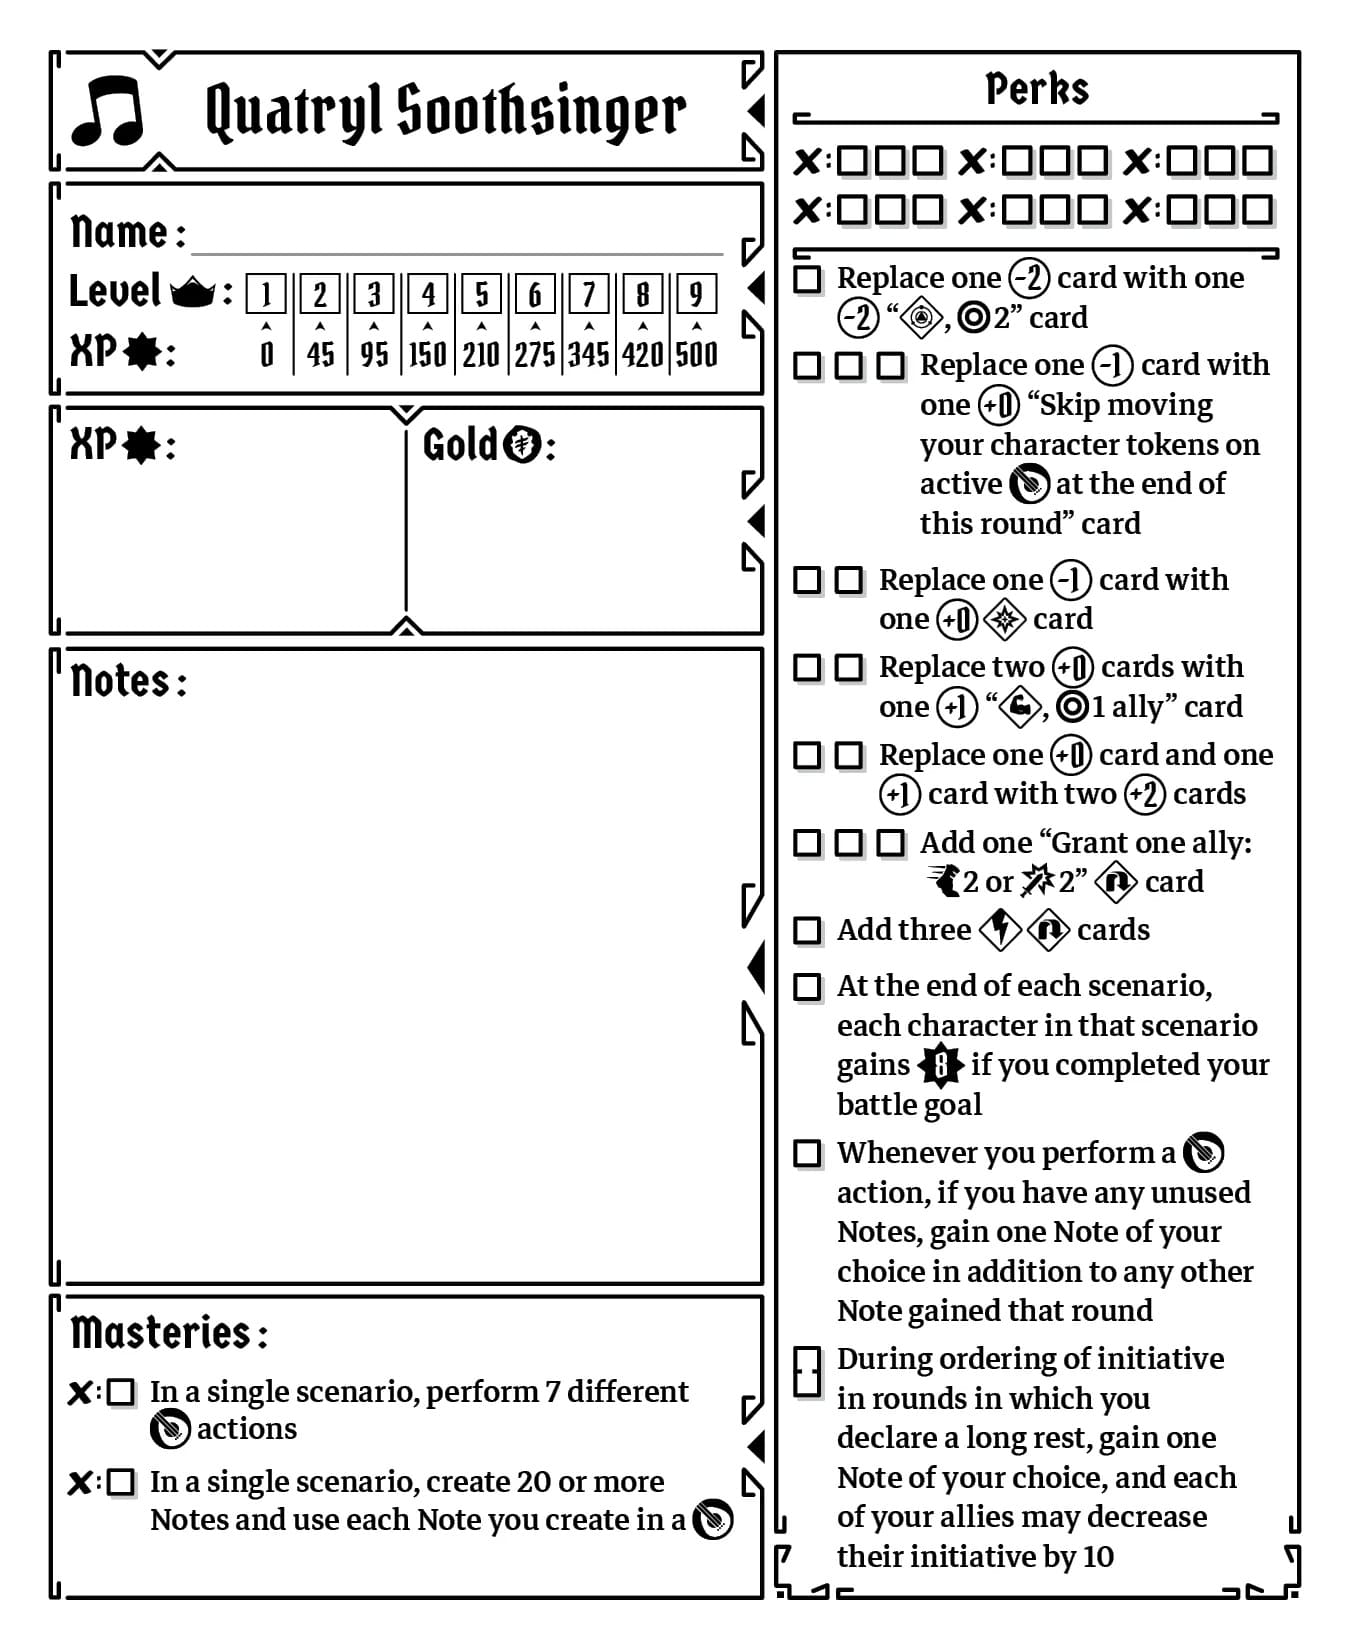 Quatryl Soothsinger
Name:
Level : 1 2 3 4 5 6 7 8 9
XP : 0 45 95 150 210 275 345 420 500
XP :
Gold :
Notes:
Masteries:
✗: In a single scenario, perform 7 different
actions
✗: In a single scenario, create 20 or more
Notes and use each Note you create in a
Perks
✗: ✗: ✗:
✗: ✗: ✗:
Replace one -2 card with one
-2 “ , 2” card
Replace one -1 card with
one +0 “Skip moving
your character tokens on
active at the end of
this round” card
Replace one -1 card with
one +0 card
Replace two +0 cards with
one +1 “ , 1 ally” card
Replace one +0 card and one
+1 card with two +2 cards
Add one “Grant one ally:
2 or 2” card
Add three cards
At the end of each scenario,
each character in that scenario
gains 8 if you completed your
battle goal
Whenever you perform a
action, if you have any unused
Notes, gain one Note of your
choice in addition to any other
Note gained that round
During ordering of initiative
in rounds in which you
declare a long rest, gain one
Note of your choice, and each
of your allies may decrease
their initiative by 10